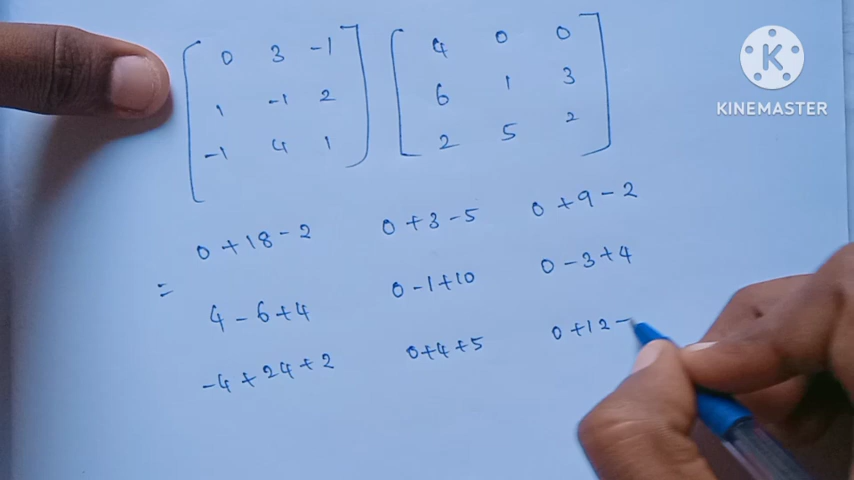 0 3 -1 4 0 0
1 -1 2 6 1 3
-1 4 1 2 5 2
KINEMASTER
0+18-2 0+3-5 0+9-2
=
4-6+4 0-1+10 0-3+4
-4+24+2 0+4+5 0+12-